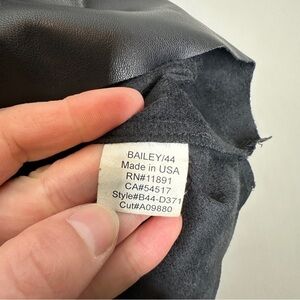 BAILEY/44
Made in USA
RN#11891
CA#54517
Style#B44-D371
Cut#A09880